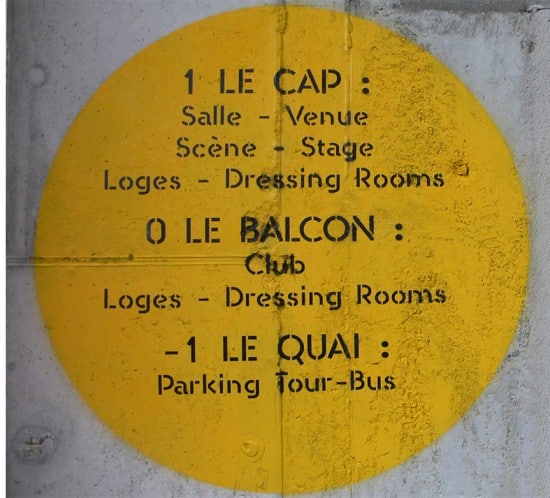 1 LE CAP :
Salle - Venue
Scène - Stage
Loges - Dressing Rooms
0 LE BALCON :
Club
Loges - Dressing Rooms
-1 LE QUAI :
Parking Tour-Bus